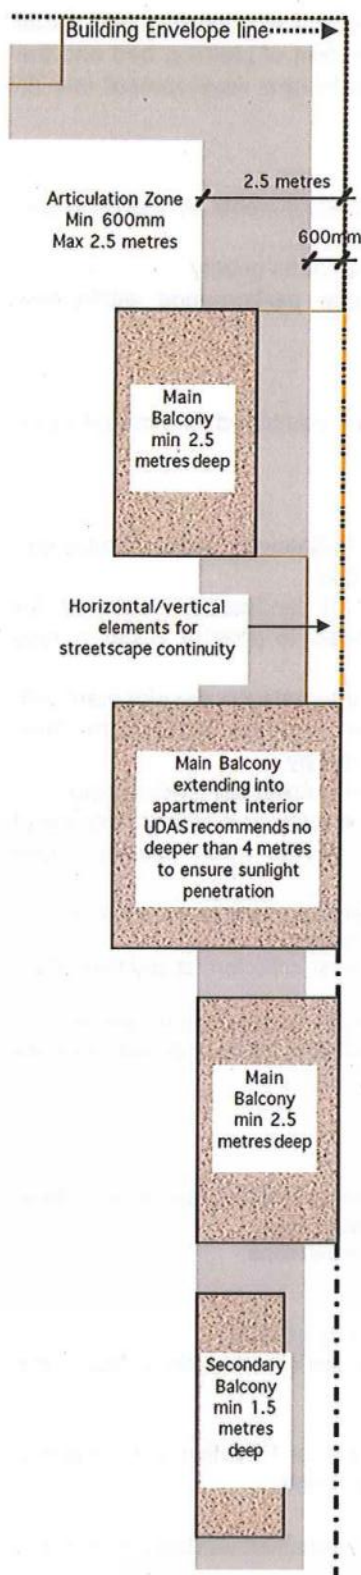 Building Envelope line
2.5 metres
Articulation Zone
Min 600mm
Max 2.5 metres
600mm
Main
Balcony
min 2.5
metres deep
Horizontal/vertical
elements for
streetscape continuity
Main Balcony
extending into
apartment interior
UDAS recommends no
deeper than 4 metres
to ensure sunlight
penetration
Main
Balcony
min 2.5
metres deep
Secondary
Balcony
min 1.5
metres
deep